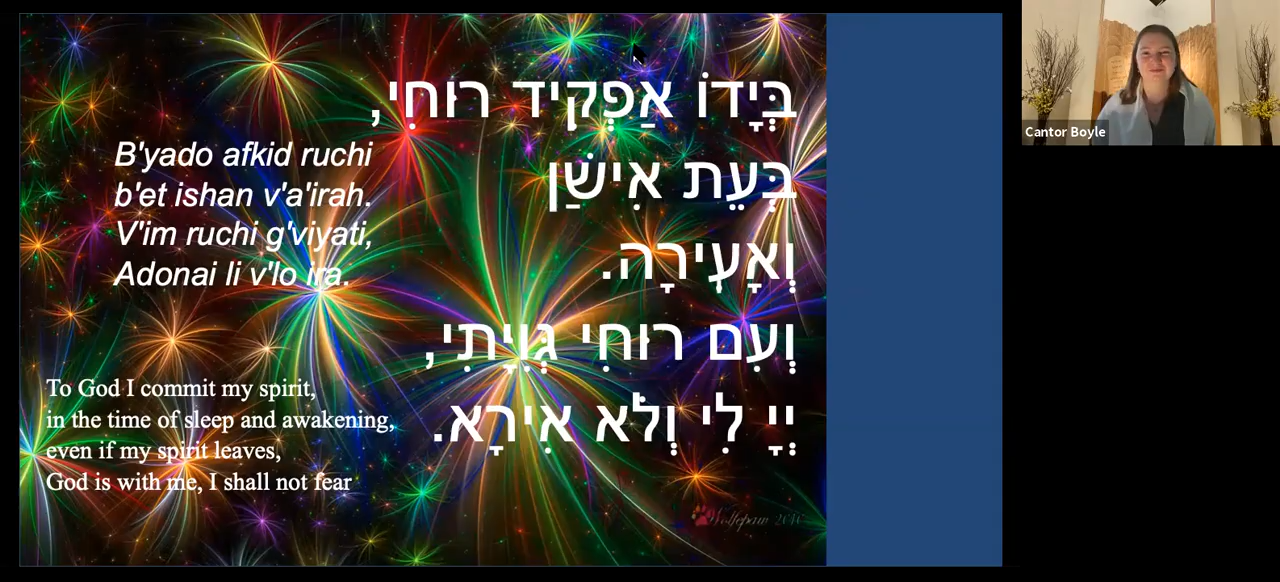 בְּיָדוֹ אַפְקִיד רוּחִי,
בְּעֵת אִישַׁן
וְאָעִירָה.
וְעִם רוּחִי גְּוִיָּתִי,
יְיָ לִי וְלֹא אִירָא.
B'yado afkid ruchi
b'et ishan v'a'irah.
V'im ruchi g'viyati,
Adonai li v'lo ira.
To God I commit my spirit,
in the time of sleep and awakening,
even if my spirit leaves,
God is with me, I shall not fear
Wolfepaw 2010
Cantor Boyle